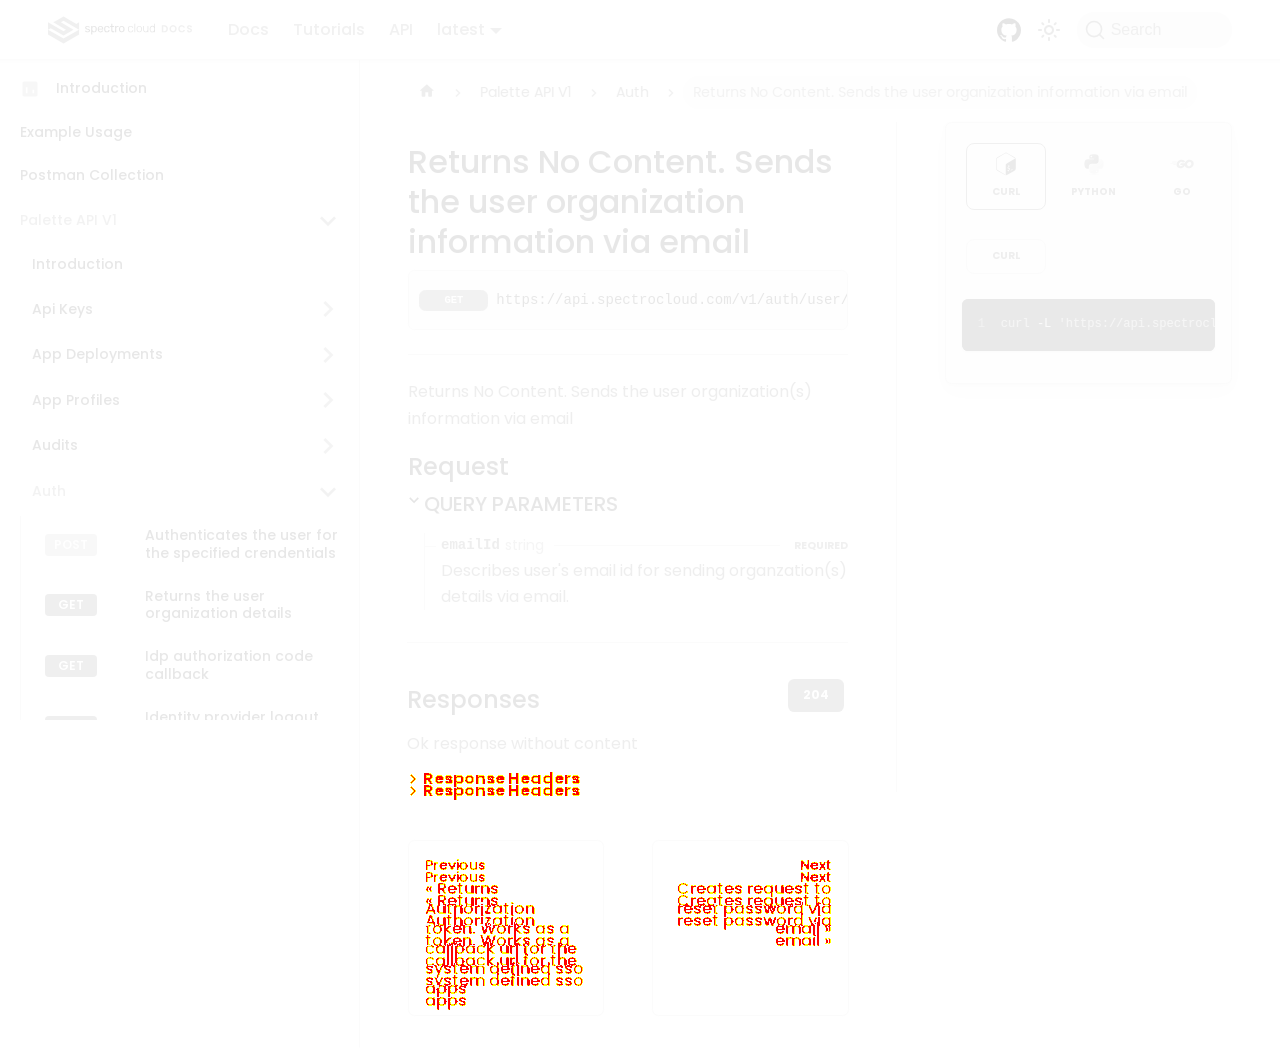 spectro cloud DOCS
Docs Tutorials API latest
Search
Introduction
Example Usage
Postman Collection
Palette API V1
Introduction
Api Keys
App Deployments
App Profiles
Audits
Auth
POST Authenticates the user for
the specified crendentials
GET Returns the user
organization details
GET Idp authorization code
callback
Identity provider logout
Palette API V1 Auth Returns No Content. Sends the user organization information via email
Returns No Content. Sends
the user organization
information via email
GET https://api.spectrocloud.com/v1/auth/user/
Returns No Content. Sends the user organization(s)
information via email
Request
QUERY PARAMETERS
emailId string REQUIRED
Describes user's email id for sending organzation(s)
details via email.
Responses
204
Ok response without content
Response Headers
Response Headers
Previous
Previous
« Returns
« Returns
Authorization
Authorization
token. Works as a
token. Works as a
callback url for the
callback url for the
system defined sso
system defined sso
apps
apps
Next
Next
Creates request to
Creates request to
reset password via
reset password via
email »
email »
CURL PYTHON GO
CURL
1 curl -L 'https://api.spectrocl